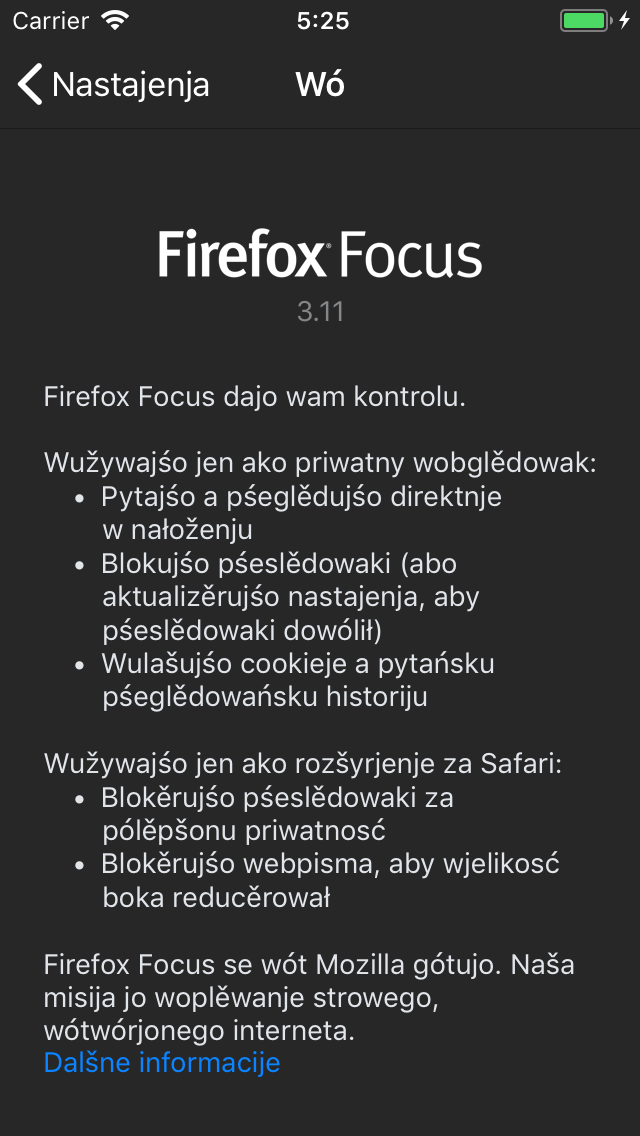 Carrier 5:25
Nastajenja Wó
Firefox Focus
3.11
Firefox Focus dajo wam kontrolu.
Wužywajśo jen ako priwatny wobglědowak:
• Pytajśo a pśeglědujśo direktnje
w nałoženju
• Blokujśo pśeslědowaki (abo
aktualizěrujśo nastajenja, aby
pśeslědowaki dowólił)
• Wulašujśo cookieje a pytańsku
pśeglědowańsku historiju
Wužywajśo jen ako rozšyrjenje za Safari:
• Blokěrujśo pśeslědowaki za
pólěpšonu priwatnosć
• Blokěrujśo webpisma, aby wjelikosć
boka reducěrował
Firefox Focus se wót Mozilla gótujo. Naša
misija jo woplěwanje strowego,
wótwórjonego interneta.
Dalšne informacije